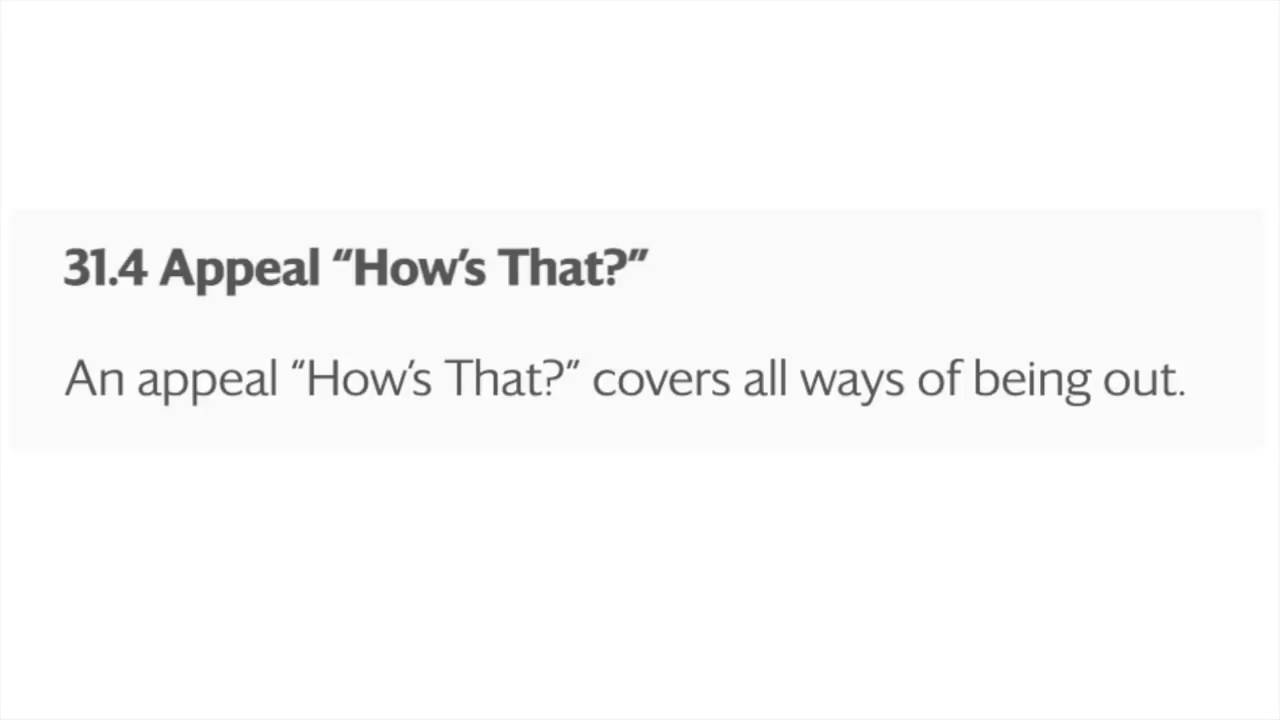 31.4 Appeal “How’s That?”
An appeal “How’s That?” covers all ways of being out.